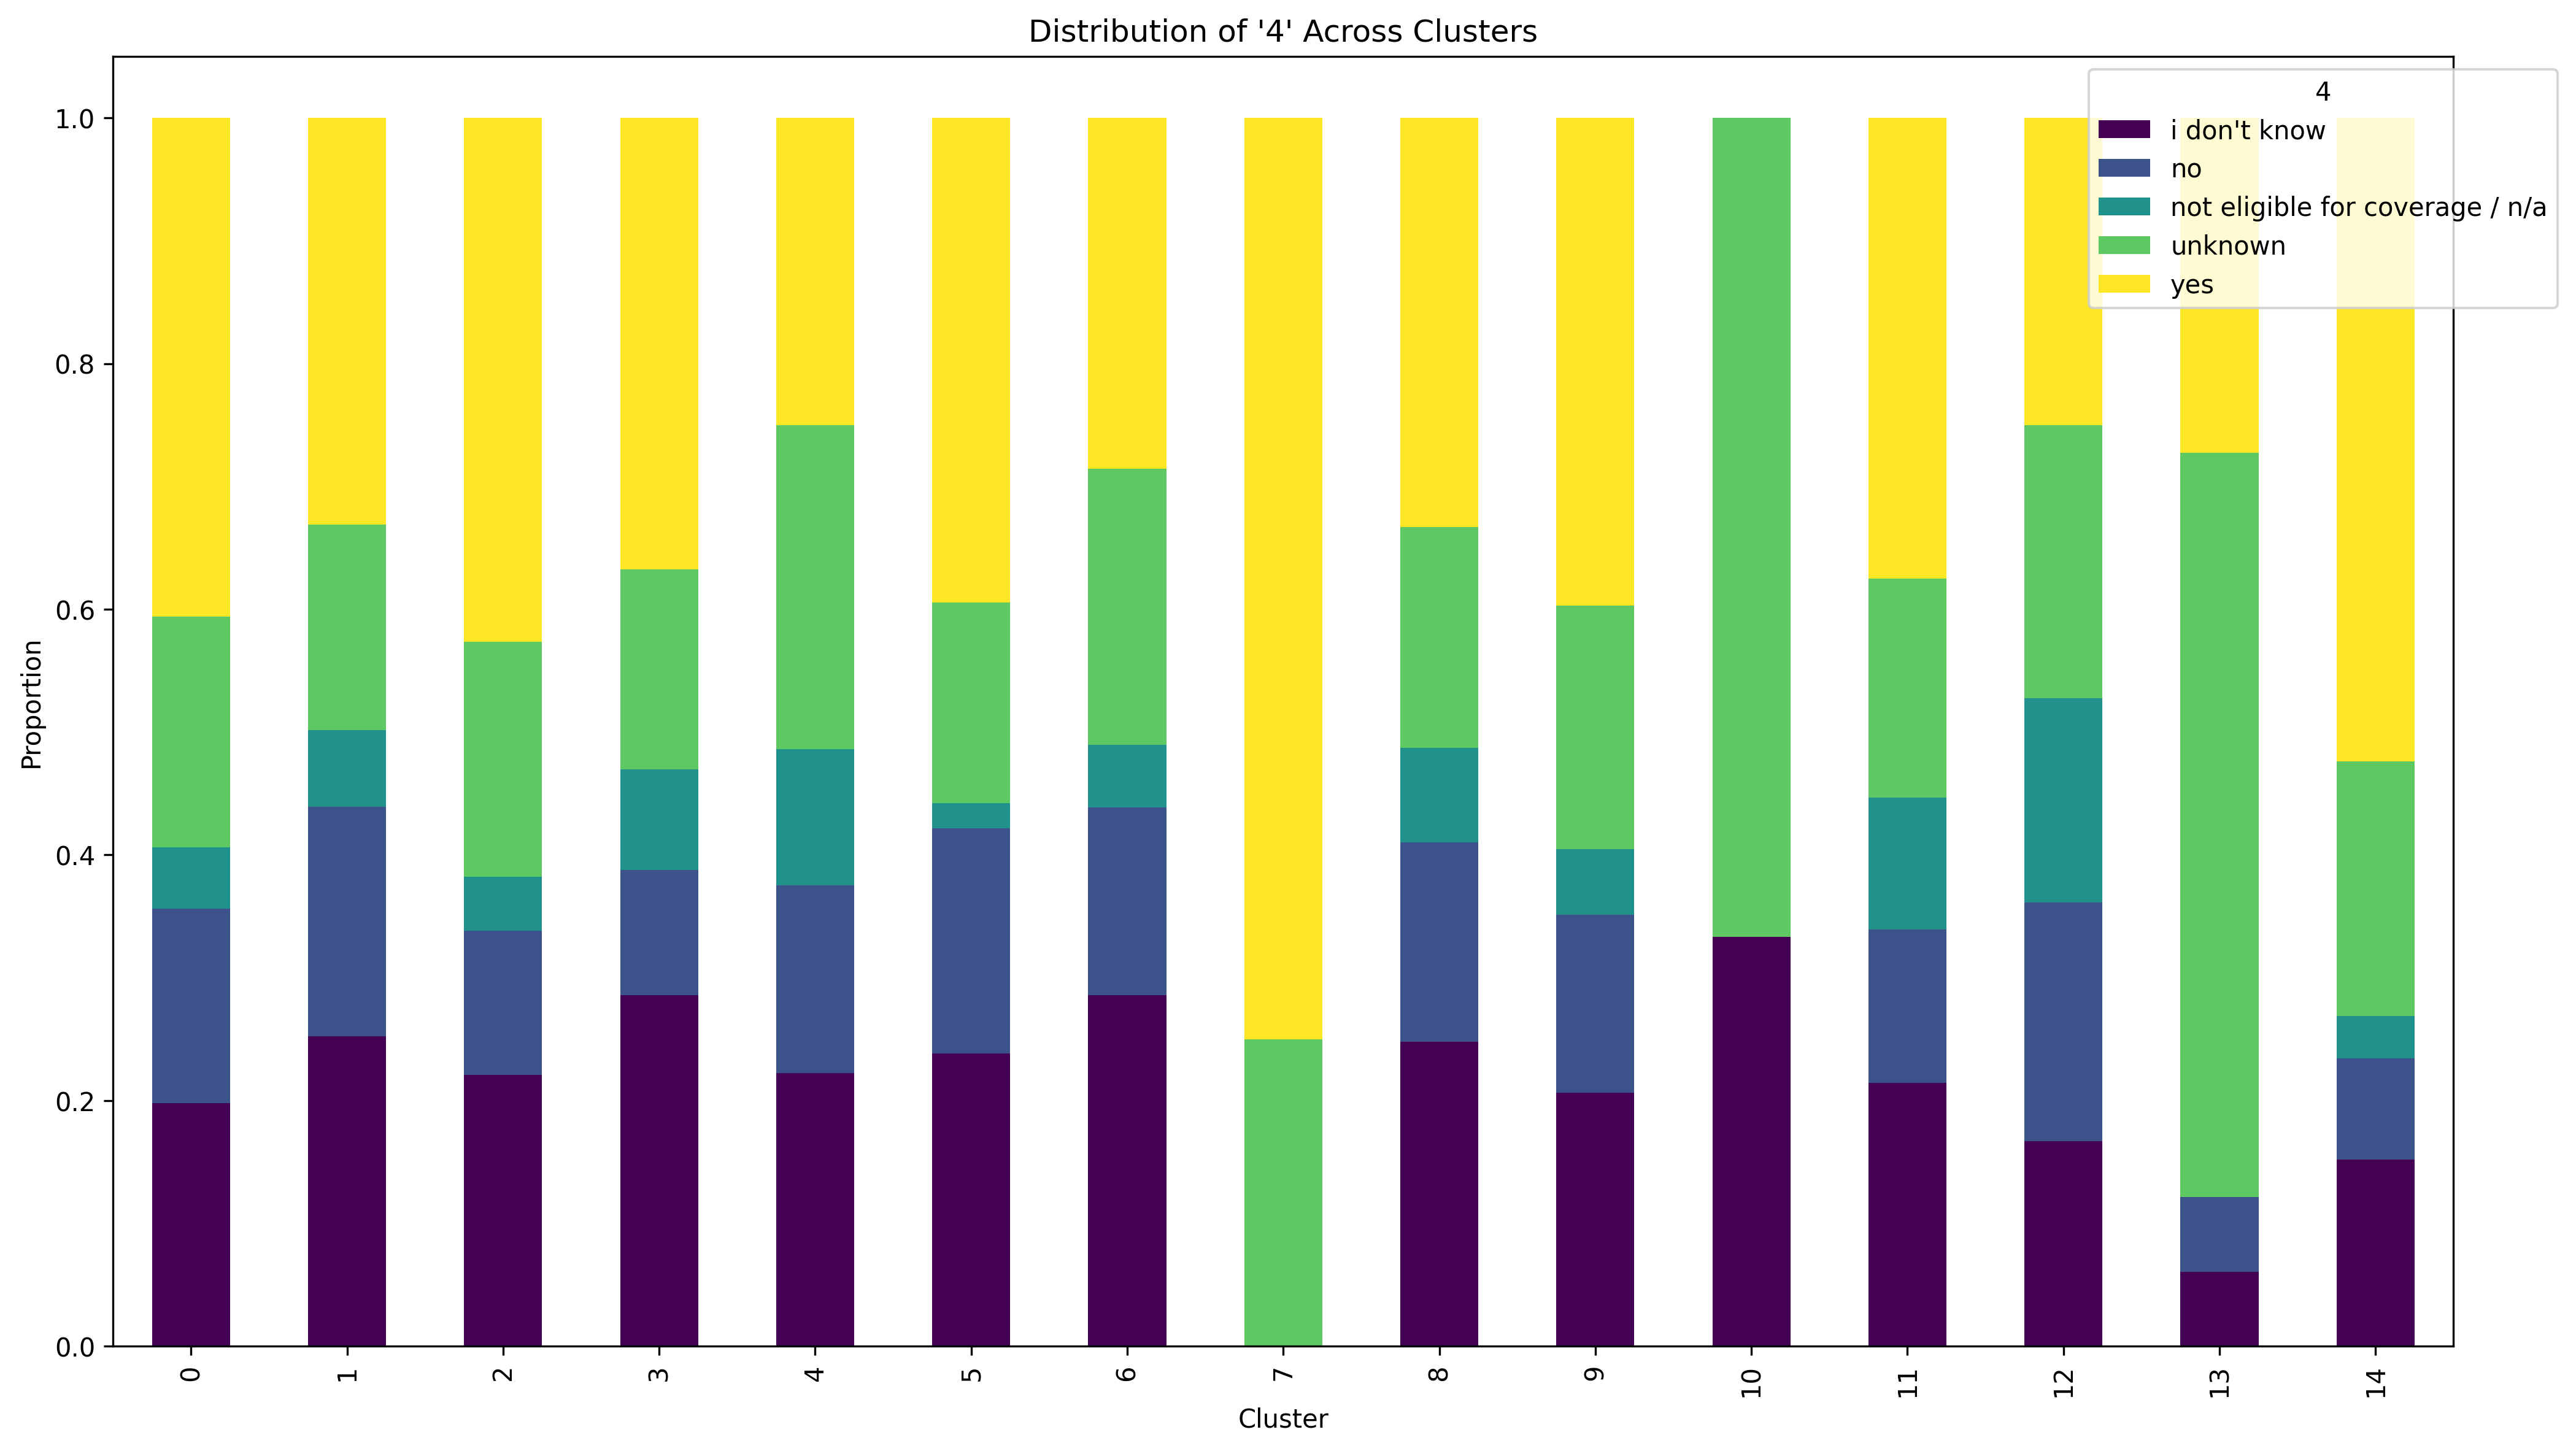 Distribution of '4' Across Clusters
4
i don't know
no
not eligible for coverage / n/a
unknown
yes
1.0
0.8
0.6
0.4
0.2
0.0
Proportion
0 1 2 3 4 5 6 7 8 9 10 11 12 13 14
Cluster